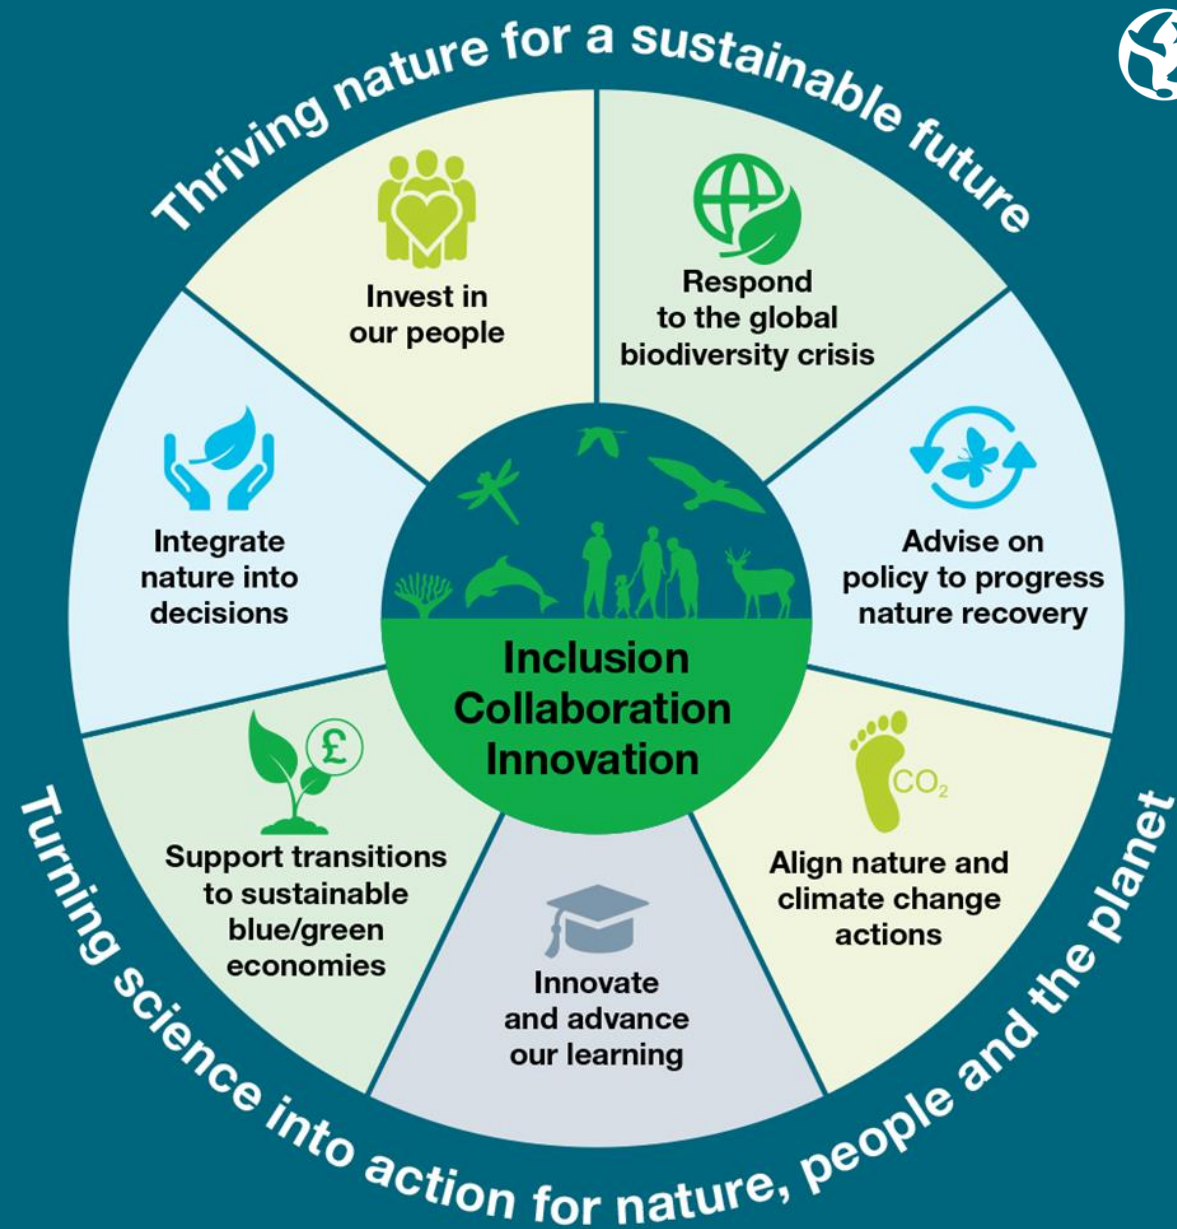 Thriving nature for a sustainable future
Invest in
our people
Respond
to the global
biodiversity crisis
Advise on
policy to progress
nature recovery
Align nature and
climate change
actions
CO₂
Innovate
and advance
our learning
Support transitions
to sustainable
blue/green
economies
£
Integrate
nature into
decisions
Inclusion
Collaboration
Innovation
Turning science into action for nature, people and the planet